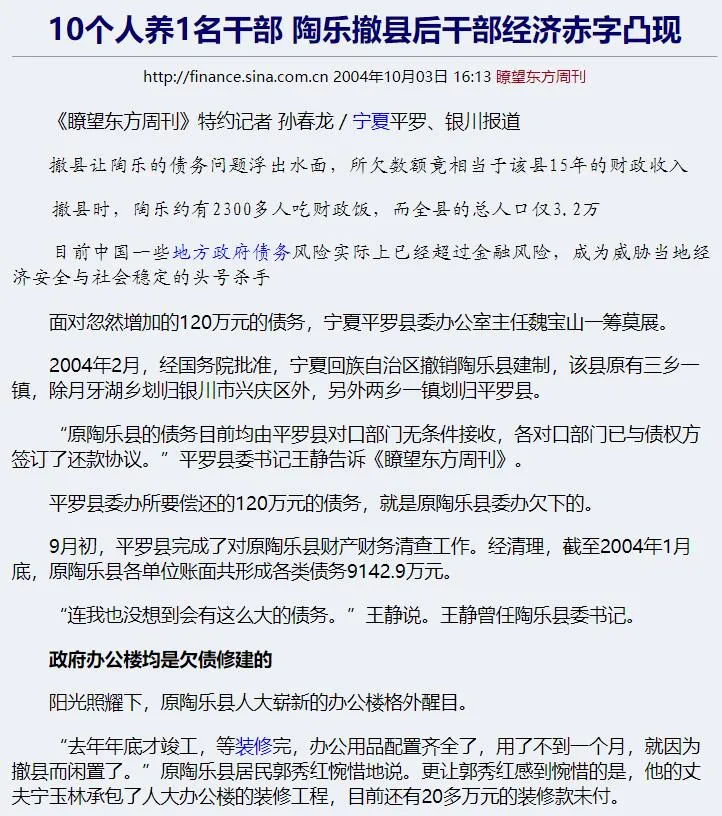 10个人养1名干部 陶乐撤县后干部经济赤字凸现
http://finance.sina.com.cn 2004年10月03日 16:13 瞭望东方周刊
《瞭望东方周刊》特约记者 孙春龙 / 宁夏平罗、银川报道
撤县让陶乐的债务问题浮出水面，所欠数额竟相当于该县15年的财政收入
撤县时，陶乐约有2300多人吃财政饭，而全县的总人口仅3.2万
目前中国一些地方政府债务风险实际上已经超过金融风险，成为威胁当地经
济安全与社会稳定的头号杀手
面对忽然增加的120万元的债务，宁夏平罗县委办公室主任魏宝山一筹莫展。
2004年2月，经国务院批准，宁夏回族自治区撤销陶乐县建制，该县原有三乡一
镇，除月牙湖乡划归银川市兴庆区外，另外两乡一镇划归平罗县。
“原陶乐县的债务目前均由平罗县对口部门无条件接收，各对口部门已与债权方
签订了还款协议。”平罗县委书记王静告诉《瞭望东方周刊》。
平罗县委办所要偿还的120万元的债务，就是原陶乐县委办欠下的。
9月初，平罗县完成了对原陶乐县财产财务清查工作。经清理，截至2004年1月
底，原陶乐县各单位账面共形成各类债务9142.9万元。
“连我也没想到会有这么大的债务。”王静说。王静曾任陶乐县委书记。
政府办公楼均是欠债修建的
阳光照耀下，原陶乐县人大崭新的办公楼格外醒目。
“去年年底才竣工，等装修完，办公用品配置齐全了，用了不到一个月，就因为
撤县而闲置了。”原陶乐县居民郭秀红惋惜地说。更让郭秀红感到惋惜的是，他的丈
夫宁玉林承包了人大办公楼的装修工程，目前还有20多万元的装修款未付。